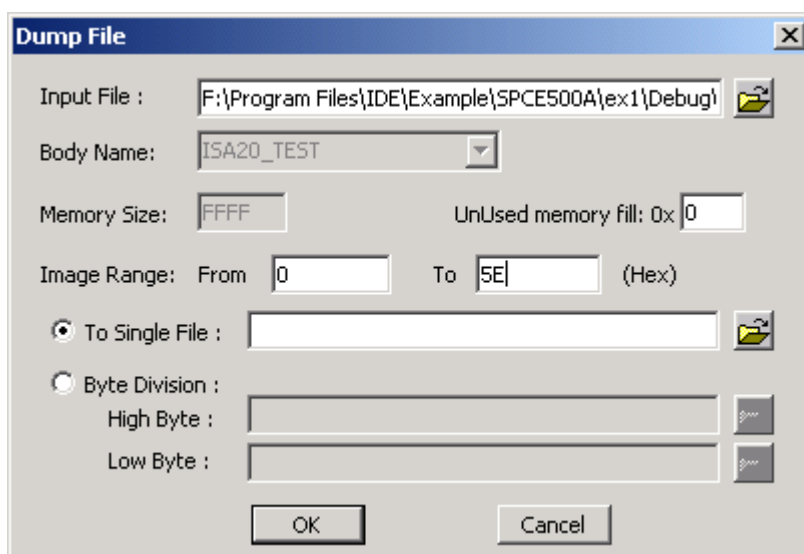 Dump File
Input File : F:\Program Files\IDE\Example\SPCE500A\ex1\Debug\
Body Name: ISA20_TEST
Memory Size: FFFF UnUsed memory fill: 0x 0
Image Range: From 0 To 5E (Hex)
To Single File :
Byte Division :
High Byte :
Low Byte :
OK Cancel